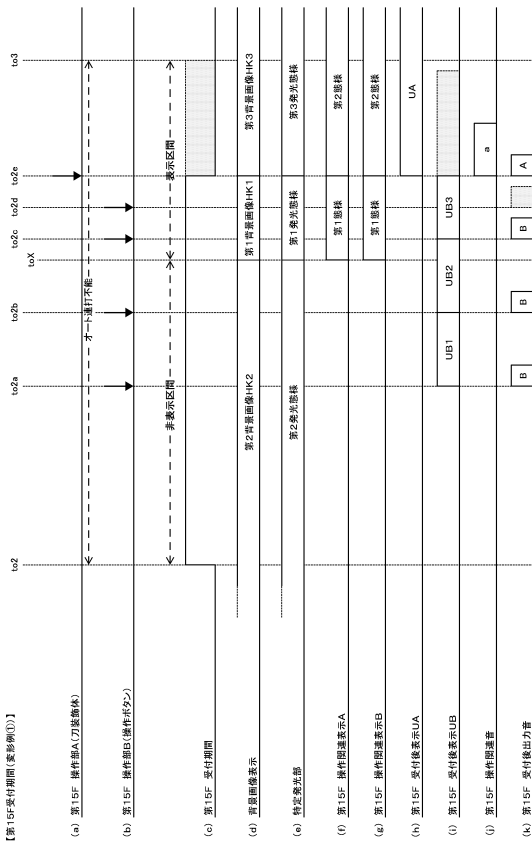 【第15F受付期間(変形例①)】
to2
to2a
to2b
toX
to2c
to2d
to2e
to3
(a) 第15F 操作部A(刀装飾体)
オート連打不能
(b) 第15F 操作部B(操作ボタン)
非表示区間
表示区間
(c) 第15F 受付期間
(d) 背景画像表示
第2背景画像HK2
第1背景画像HK1
第3背景画像HK3
(e) 特定発光部
第2発光態様
第1発光態様
第3発光態様
(f) 第15F 操作関連表示A
第1態様
第2態様
(g) 第15F 操作関連表示B
第1態様
第2態様
(h) 第15F 受付後表示UA
UA
(i) 第15F 受付後表示UB
UB1
UB2
UB3
(j) 第15F 操作関連音
a
(k) 第15F 受付後出力音
B
B
B
A